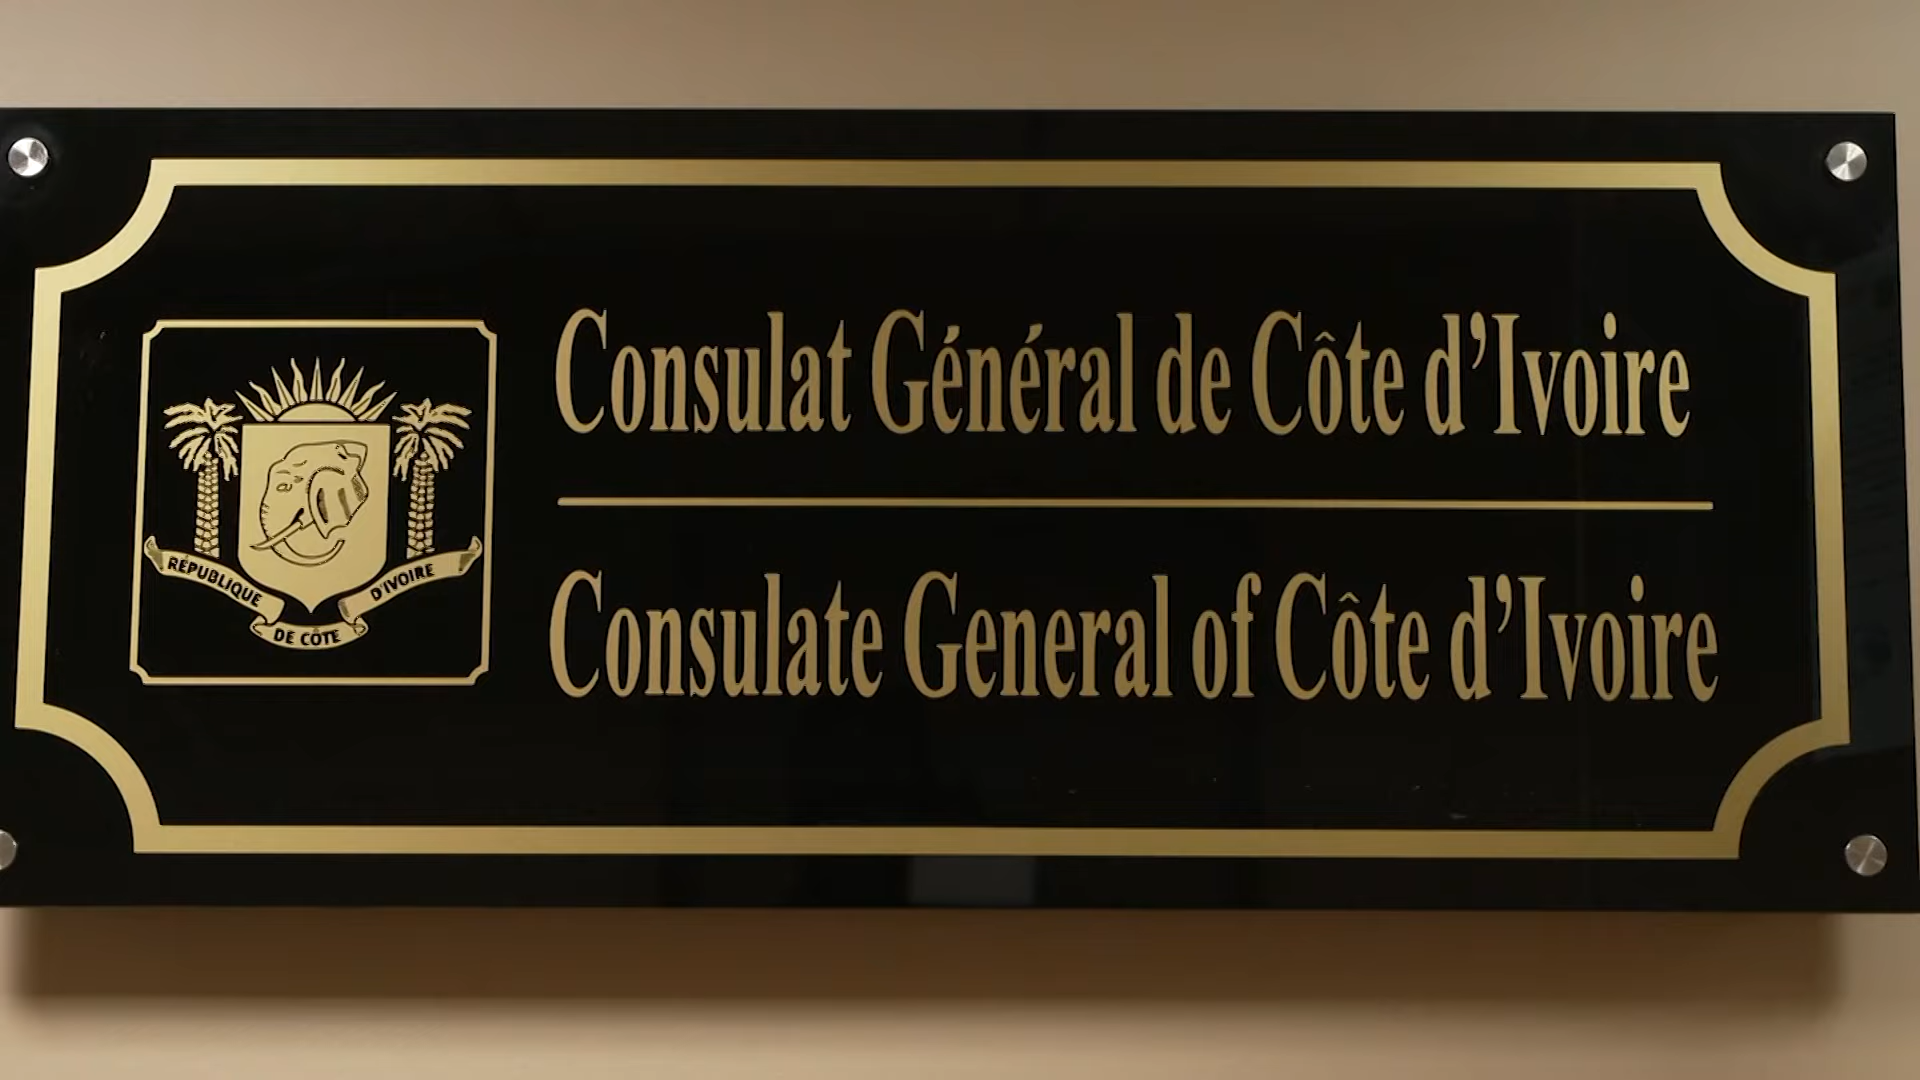 Consulat Général de Côte d’Ivoire
Consulate General of Côte d’Ivoire
RÉPUBLIQUE
DE CÔTE
D'IVOIRE